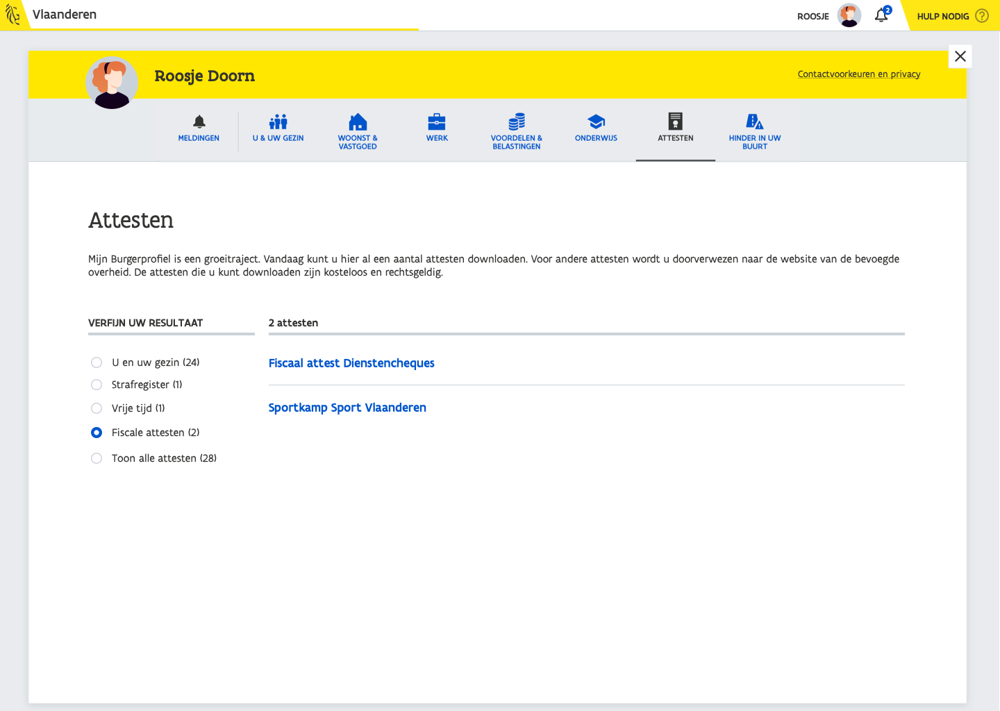 Vlaanderen
ROOSJE
2
HULP NODIG
?
Roosje Doorn
Contactvoorkeuren en privacy
MELDINGEN
U & UW GEZIN
WOONST &
VASTGOED
WERK
VOORDELEN &
BELASTINGEN
ONDERWIJS
ATTESTEN
HINDER IN UW
BUURT
Attesten
Mijn Burgerprofiel is een groeitraject. Vandaag kunt u hier al een aantal attesten downloaden. Voor andere attesten wordt u doorverwezen naar de website van de bevoegde
overheid. De attesten die u kunt downloaden zijn kosteloos en rechtsgeldig.
VERFIJN UW RESULTAAT
U en uw gezin (24)
Strafregister (1)
Vrije tijd (1)
Fiscale attesten (2)
Toon alle attesten (28)
2 attesten
Fiscaal attest Dienstencheques
Sportkamp Sport Vlaanderen